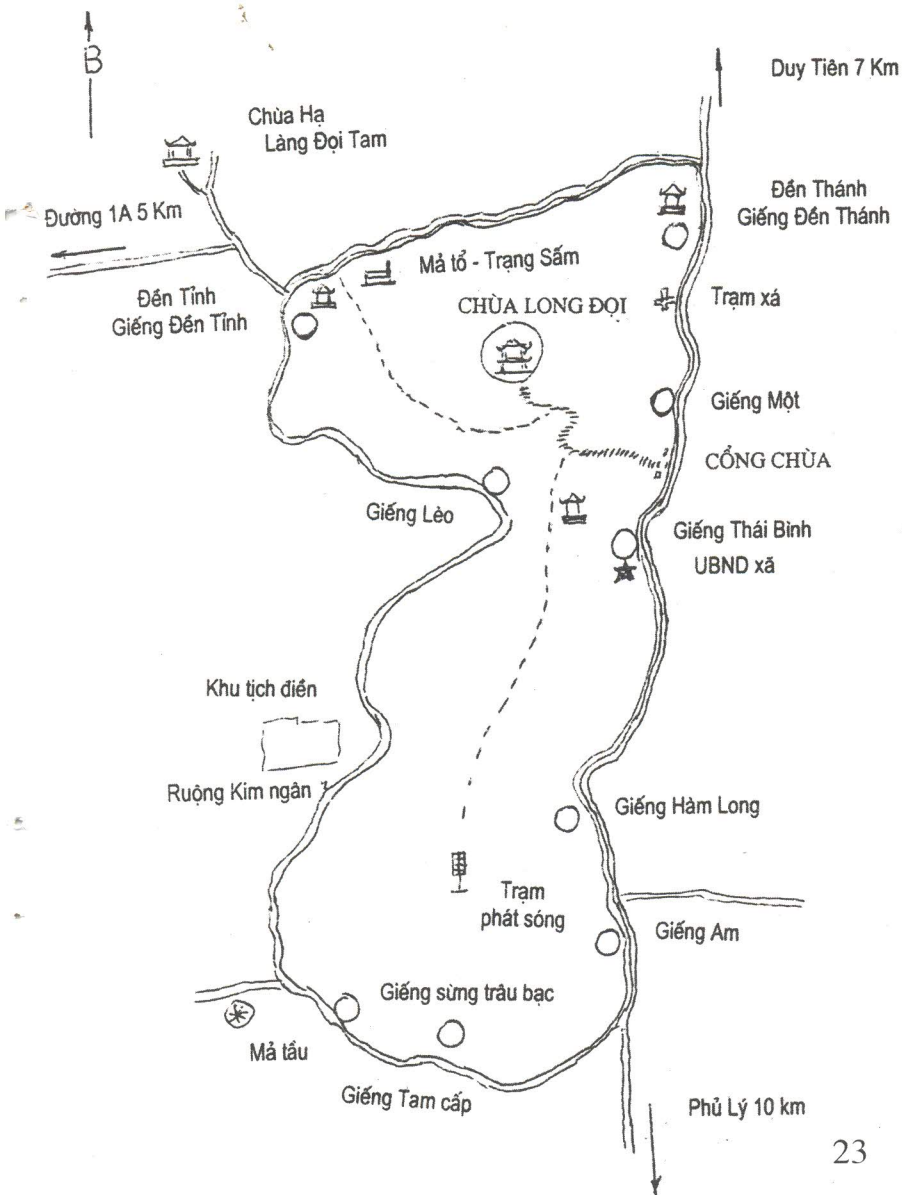 B
Duy Tiên 7 Km
Chùa Hạ
Làng Đọi Tam
Đường 1A 5 Km
Đền Thánh
Giếng Đền Thánh
Mả tổ - Trạng Sấm
Đền Tỉnh
Giếng Đền Tỉnh
CHÙA LONG ĐỌI
Trạm xá
Giếng Một
CỔNG CHÙA
Giếng Lèo
Giếng Thái Bình
UBND xã
Khu tịch điền
Ruộng Kim ngân
Giếng Hàm Long
Trạm
phát sóng
Giếng Am
Giếng sừng trâu bạc
Mả tầu
Giếng Tam cấp
Phủ Lý 10 km
23